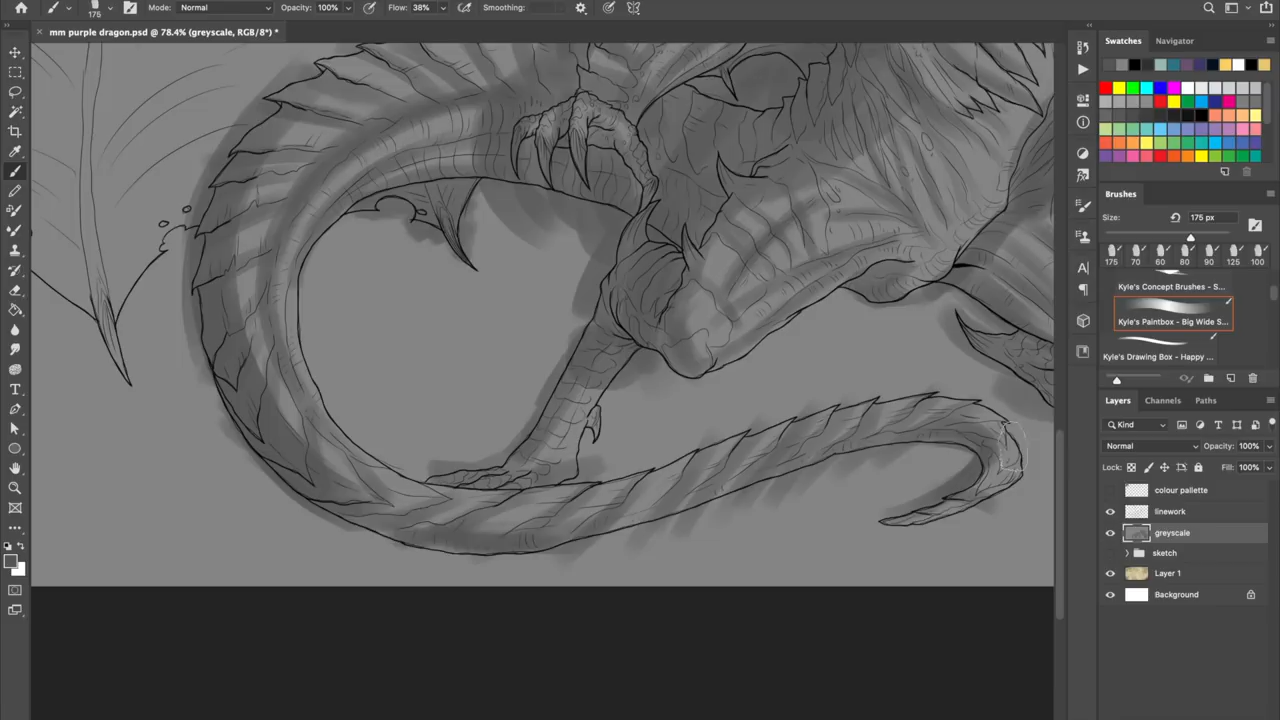 175 Mode: Normal Opacity: 100% Flow: 38% Smoothing:
× mm purple dragon.psd @ 78.4% (greyscale, RGB/8*) *
Swatches Navigator
Brushes
Size: 175 px
175 70 60 80 90 125 100
Kyle's Concept Brushes - S...
Kyle's Paintbox - Big Wide S...
Kyle's Drawing Box - Happy ...
Layers Channels Paths
Kind
Normal Opacity: 100%
Lock: Fill: 100%
colour pallette
linework
greyscale
sketch
Layer 1
Background